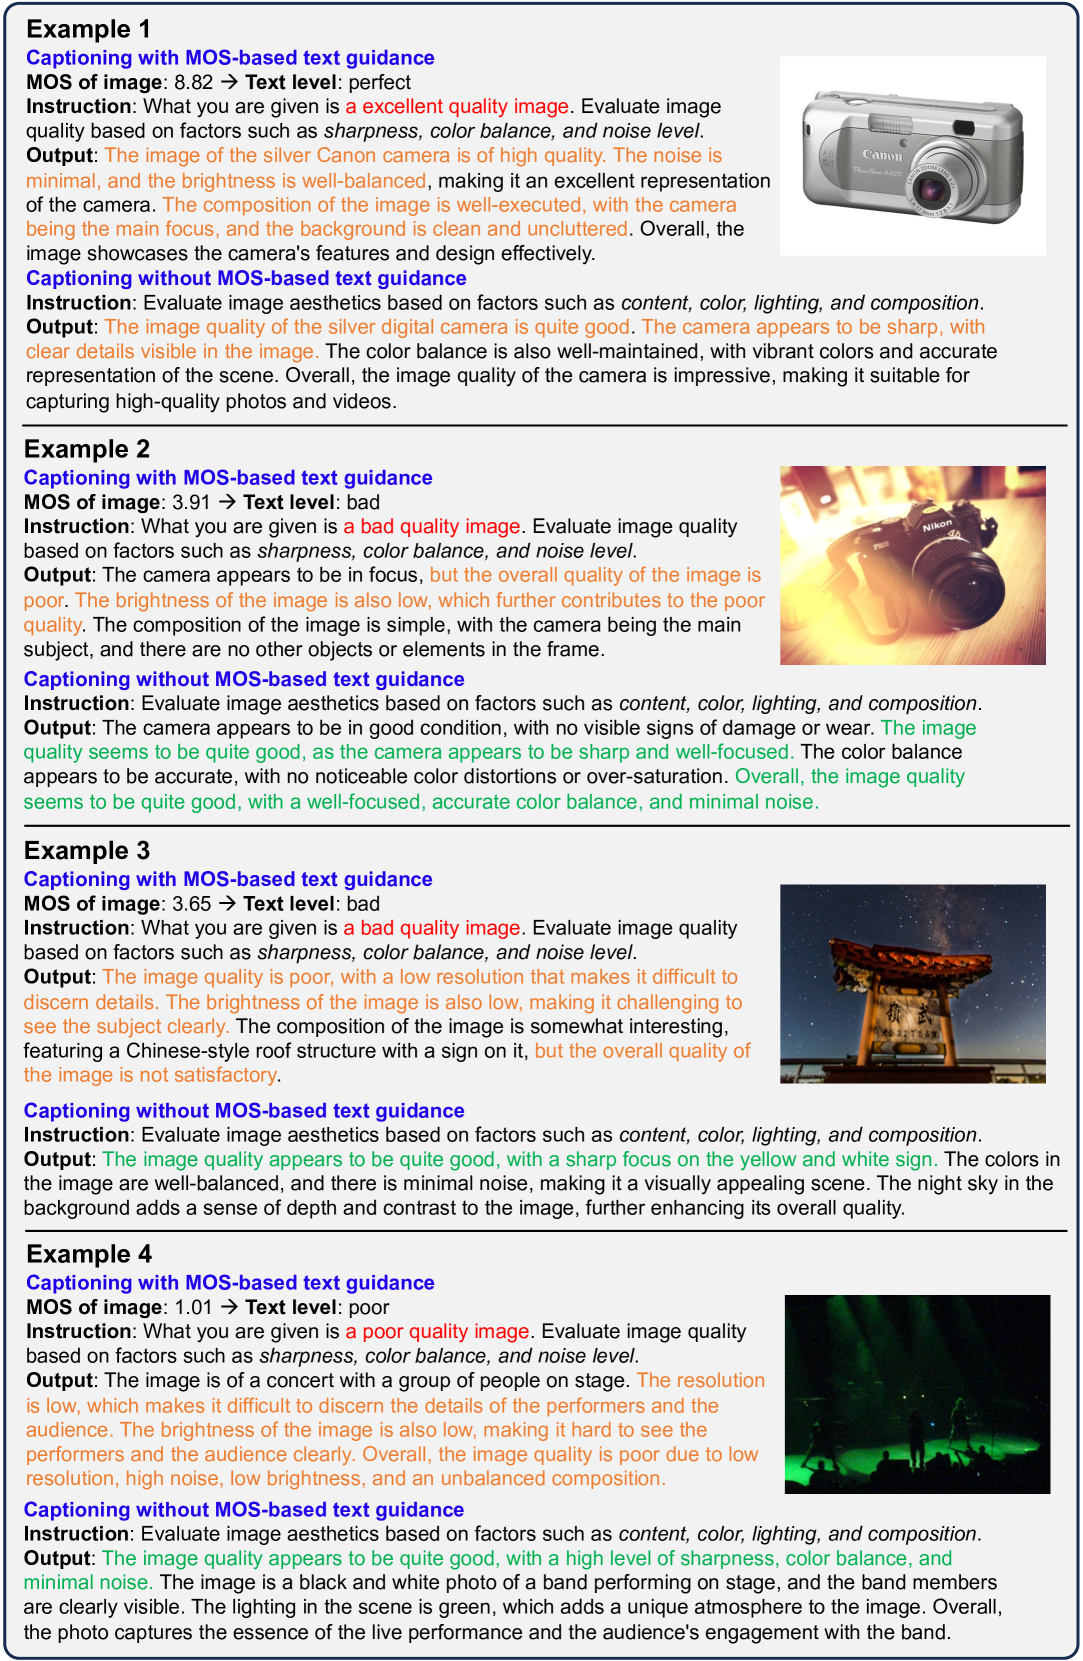 Example 1
Captioning with MOS-based text guidance
MOS of image: 8.82 → Text level: perfect
Instruction: What you are given is a excellent quality image. Evaluate image
quality based on factors such as sharpness, color balance, and noise level.
Output: The image of the silver Canon camera is of high quality. The noise is
minimal, and the brightness is well-balanced, making it an excellent representation
of the camera. The composition of the image is well-executed, with the camera
being the main focus, and the background is clean and uncluttered. Overall, the
image showcases the camera's features and design effectively.
Canon
PowerShot A420
Captioning without MOS-based text guidance
Instruction: Evaluate image aesthetics based on factors such as content, color, lighting, and composition.
Output: The image quality of the silver digital camera is quite good. The camera appears to be sharp, with
clear details visible in the image. The color balance is also well-maintained, with vibrant colors and accurate
representation of the scene. Overall, the image quality of the camera is impressive, making it suitable for
capturing high-quality photos and videos.
Example 2
Captioning with MOS-based text guidance
MOS of image: 3.91 → Text level: bad
Instruction: What you are given is a bad quality image. Evaluate image quality
based on factors such as sharpness, color balance, and noise level.
Output: The camera appears to be in focus, but the overall quality of the image is
poor. The brightness of the image is also low, which further contributes to the poor
quality. The composition of the image is simple, with the camera being the main
subject, and there are no other objects or elements in the frame.
Nikon
Captioning without MOS-based text guidance
Instruction: Evaluate image aesthetics based on factors such as content, color, lighting, and composition.
Output: The camera appears to be in good condition, with no visible signs of damage or wear. The image
quality seems to be quite good, as the camera appears to be sharp and well-focused. The color balance
appears to be accurate, with no noticeable color distortions or over-saturation. Overall, the image quality
seems to be quite good, with a well-focused, accurate color balance, and minimal noise.
Example 3
Captioning with MOS-based text guidance
MOS of image: 3.65 → Text level: bad
Instruction: What you are given is a bad quality image. Evaluate image quality
based on factors such as sharpness, color balance, and noise level.
Output: The image quality is poor, with a low resolution that makes it difficult to
discern details. The brightness of the image is also low, making it challenging to
see the subject clearly. The composition of the image is somewhat interesting,
featuring a Chinese-style roof structure with a sign on it, but the overall quality of
the image is not satisfactory.
嶺武
Captioning without MOS-based text guidance
Instruction: Evaluate image aesthetics based on factors such as content, color, lighting, and composition.
Output: The image quality appears to be quite good, with a sharp focus on the yellow and white sign. The colors in
the image are well-balanced, and there is minimal noise, making it a visually appealing scene. The night sky in the
background adds a sense of depth and contrast to the image, further enhancing its overall quality.
Example 4
Captioning with MOS-based text guidance
MOS of image: 1.01 → Text level: poor
Instruction: What you are given is a poor quality image. Evaluate image quality
based on factors such as sharpness, color balance, and noise level.
Output: The image is of a concert with a group of people on stage. The resolution
is low, which makes it difficult to discern the details of the performers and the
audience. The brightness of the image is also low, making it hard to see the
performers and the audience clearly. Overall, the image quality is poor due to low
resolution, high noise, low brightness, and an unbalanced composition.
Captioning without MOS-based text guidance
Instruction: Evaluate image aesthetics based on factors such as content, color, lighting, and composition.
Output: The image quality appears to be quite good, with a high level of sharpness, color balance, and
minimal noise. The image is a black and white photo of a band performing on stage, and the band members
are clearly visible. The lighting in the scene is green, which adds a unique atmosphere to the image. Overall,
the photo captures the essence of the live performance and the audience's engagement with the band.